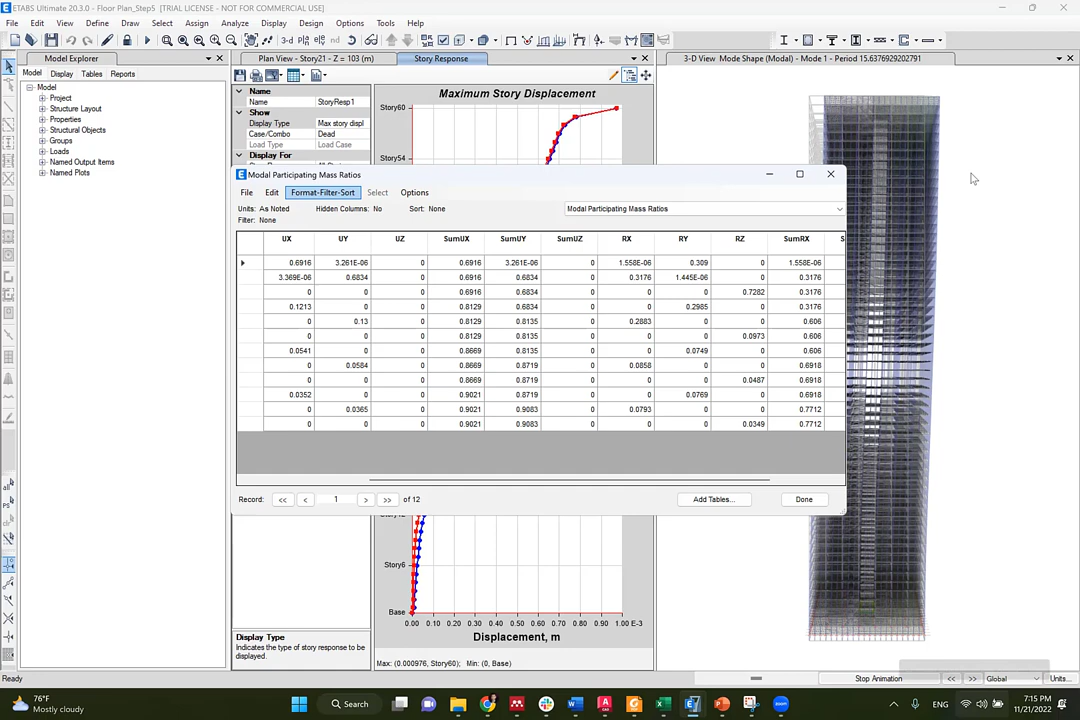 ETABS Ultimate 20.3.0 - Floor Plan_Step5 [TRIAL LICENSE - NOT FOR COMMERCIAL USE]
File Edit View Define Draw Select Assign Analyze Display Design Options Tools Help
Model Explorer
Plan View - Story21 - Z = 103 (m)
Story Response
3-D View Mode Shape (Modal) - Mode 1 - Period 15.6376929202791
Model Display Tables Reports
Model
Project
Structure Layout
Properties
Structural Objects
Groups
Loads
Named Output Items
Named Plots
Name
Name StoryResp1
Show
Display Type Max story displ
Case/Combo Dead
Load Type Load Case
Display For
Maximum Story Displacement
Story60
Story54
Modal Participating Mass Ratios
File Edit Format-Filter-Sort Select Options
Units: As Noted Hidden Columns: No Sort: None Modal Participating Mass Ratios
Filter: None
UX UY UZ SumUX SumUY SumUZ RX RY RZ SumRX
0.6916 3.261E-06 0 0.6916 3.261E-06 0 1.558E-06 0.309 0 1.558E-06
3.369E-06 0.6834 0 0.6916 0.6834 0 0.3176 1.445E-06 0 0.3176
0 0 0 0.6916 0.6834 0 0 0 0.7282 0.3176
0.1213 0 0 0.8129 0.6834 0 0 0.2985 0 0.3176
0 0.13 0 0.8129 0.8135 0 0.2883 0 0 0.606
0 0 0 0.8129 0.8135 0 0 0 0.0973 0.606
0.0541 0 0 0.8669 0.8135 0 0 0.0749 0 0.606
0 0.0584 0 0.8669 0.8719 0 0.0858 0 0 0.6918
0 0 0 0.8669 0.8719 0 0 0 0.0487 0.6918
0.0352 0 0 0.9021 0.8719 0 0 0.0769 0 0.6918
0 0.0365 0 0.9021 0.9083 0 0.0793 0 0 0.7712
0 0 0 0.9021 0.9083 0 0 0 0.0349 0.7712
Record: << < 1 > >> of 12 Add Tables... Done
Story6
Base
0.00 0.10 0.20 0.30 0.40 0.50 0.60 0.70 0.80 0.90 1.00 E-3
Displacement, m
Display Type
Indicates the type of story response to be
displayed.
Max: (0.000976, Story60); Min: (0, Base)
Ready
Stop Animation << >> Global Units...
76°F
Mostly cloudy
Search
ENG
7:15 PM
11/21/2022